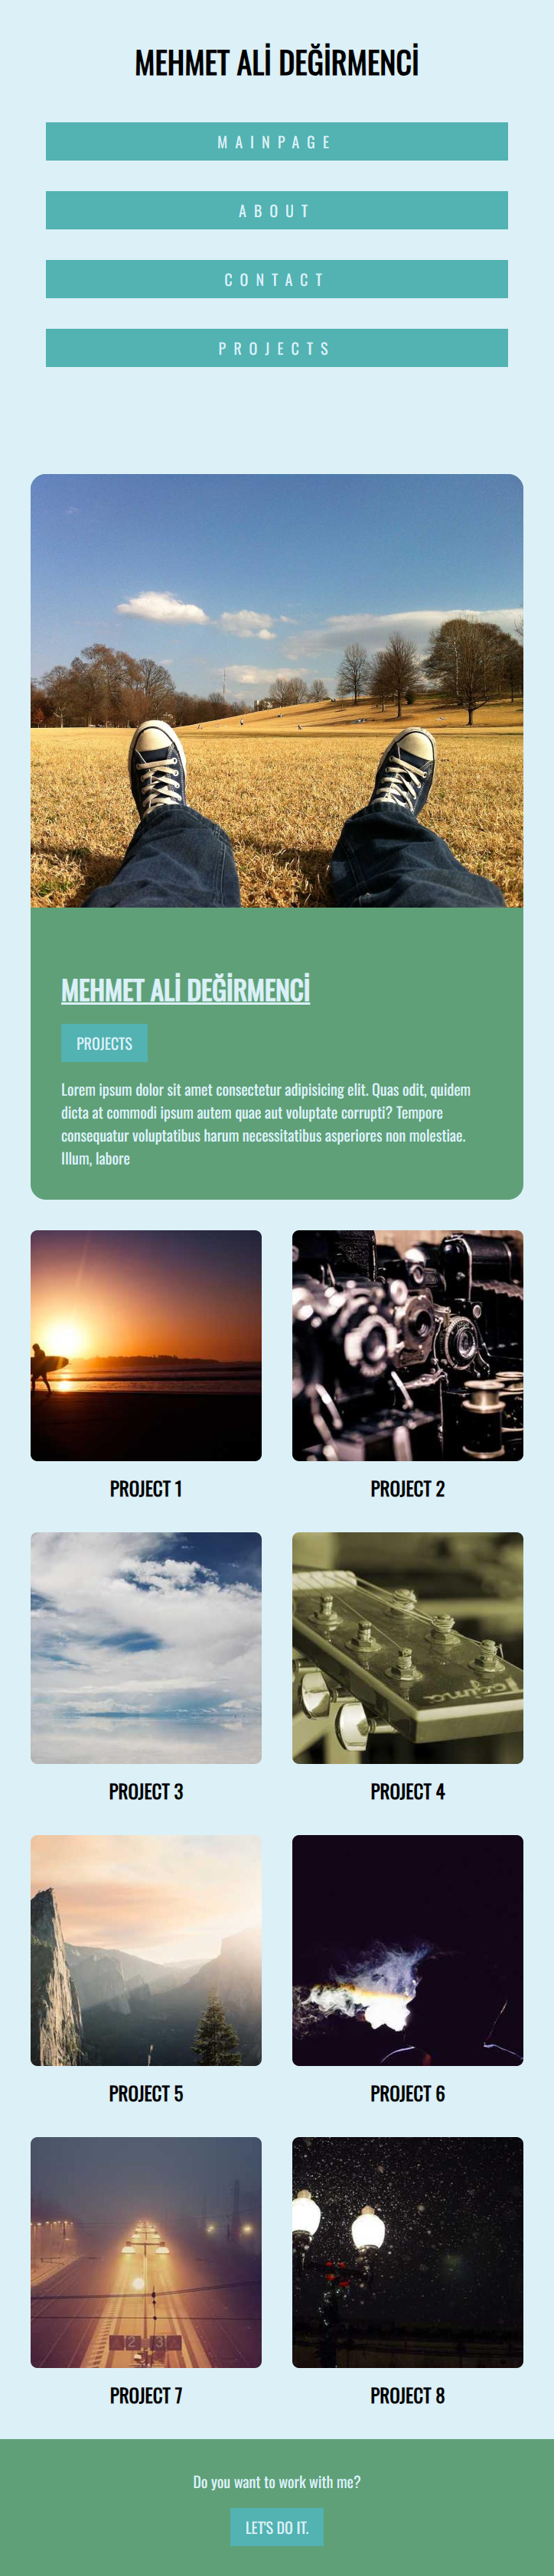 MEHMET ALİ DEĞİRMENCİ
MAINPAGE
ABOUT
CONTACT
PROJECTS
MEHMET ALİ DEĞİRMENCİ
PROJECTS
Lorem ipsum dolor sit amet consectetur adipisicing elit. Quas odit, quidem
dicta at commodi ipsum autem quae aut voluptate corrupti? Tempore
consequatur voluptatibus harum necessitatibus asperiores non molestiae.
Illum, labore
PROJECT 1
PROJECT 2
PROJECT 3
PROJECT 4
PROJECT 5
PROJECT 6
2 3
PROJECT 7
PROJECT 8
Do you want to work with me?
LET'S DO IT.